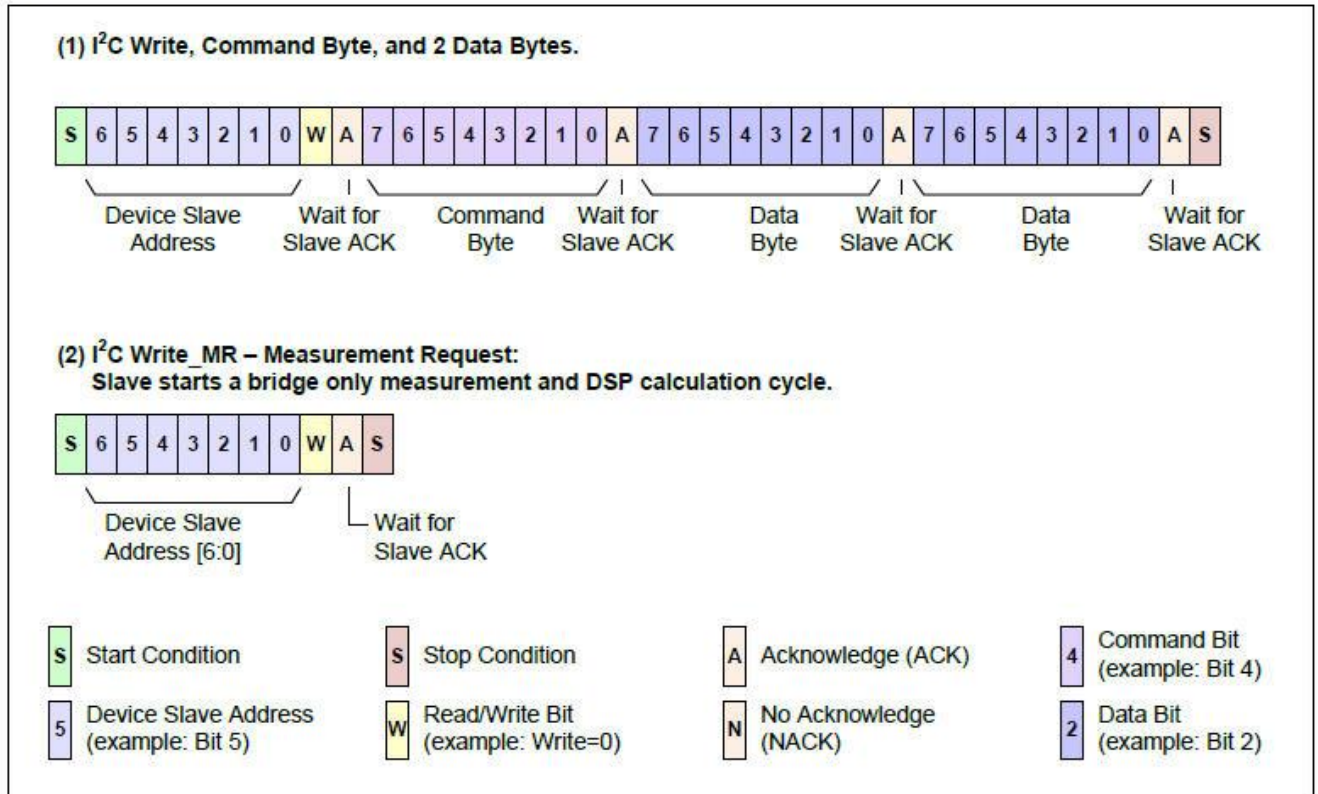 (1) I²C Write, Command Byte, and 2 Data Bytes.
S 6 5 4 3 2 1 0 W A 7 6 5 4 3 2 1 0 A 7 6 5 4 3 2 1 0 A 7 6 5 4 3 2 1 0 A S
Device Slave Wait for Command Wait for Data Wait for Data Wait for
Address Slave ACK Byte Slave ACK Byte Slave ACK Byte Slave ACK
(2) I²C Write_MR – Measurement Request:
Slave starts a bridge only measurement and DSP calculation cycle.
S 6 5 4 3 2 1 0 W A S
Device Slave Wait for
Address [6:0] Slave ACK
S Start Condition S Stop Condition A Acknowledge (ACK) 4 Command Bit
(example: Bit 4)
5 Device Slave Address W Read/Write Bit N No Acknowledge 2 Data Bit
(example: Bit 5) (example: Write=0) (NACK) (example: Bit 2)